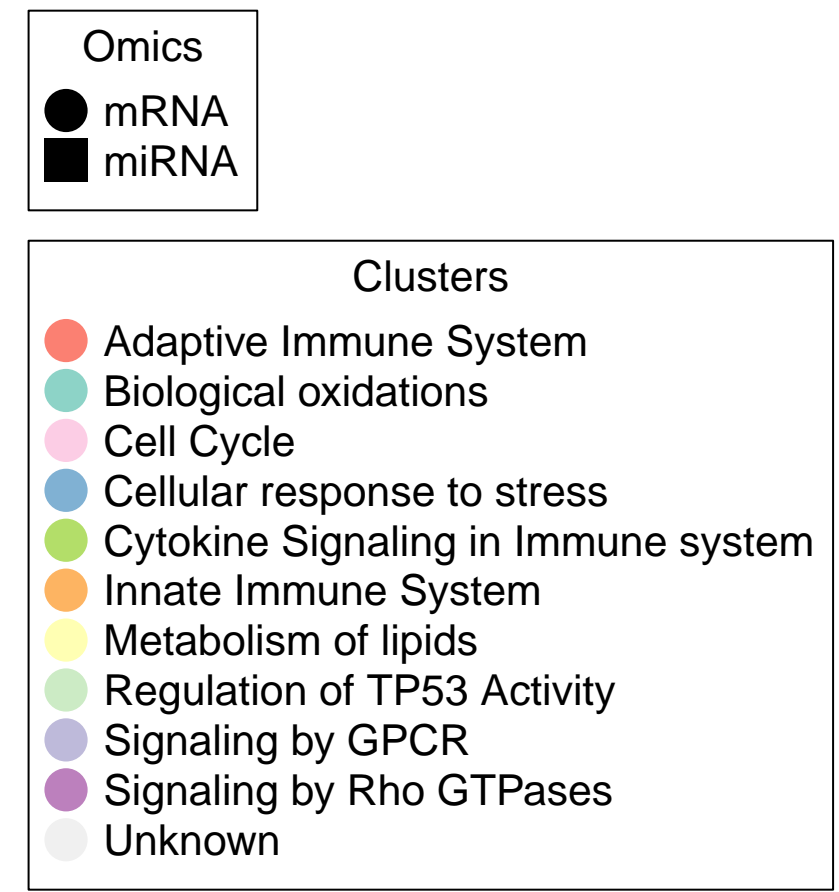 Omics
mRNA
miRNA
Clusters
Adaptive Immune System
Biological oxidations
Cell Cycle
Cellular response to stress
Cytokine Signaling in Immune system
Innate Immune System
Metabolism of lipids
Regulation of TP53 Activity
Signaling by GPCR
Signaling by Rho GTPases
Unknown